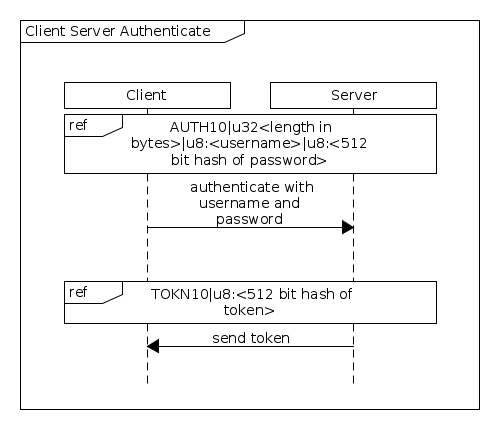 Client Server Authenticate
Client
Server
ref
AUTH10|u32<length in
bytes>|u8:<username>|u8:<512
bit hash of password>
authenticate with
username and
password
ref
TOKN10|u8:<512 bit hash of
token>
send token